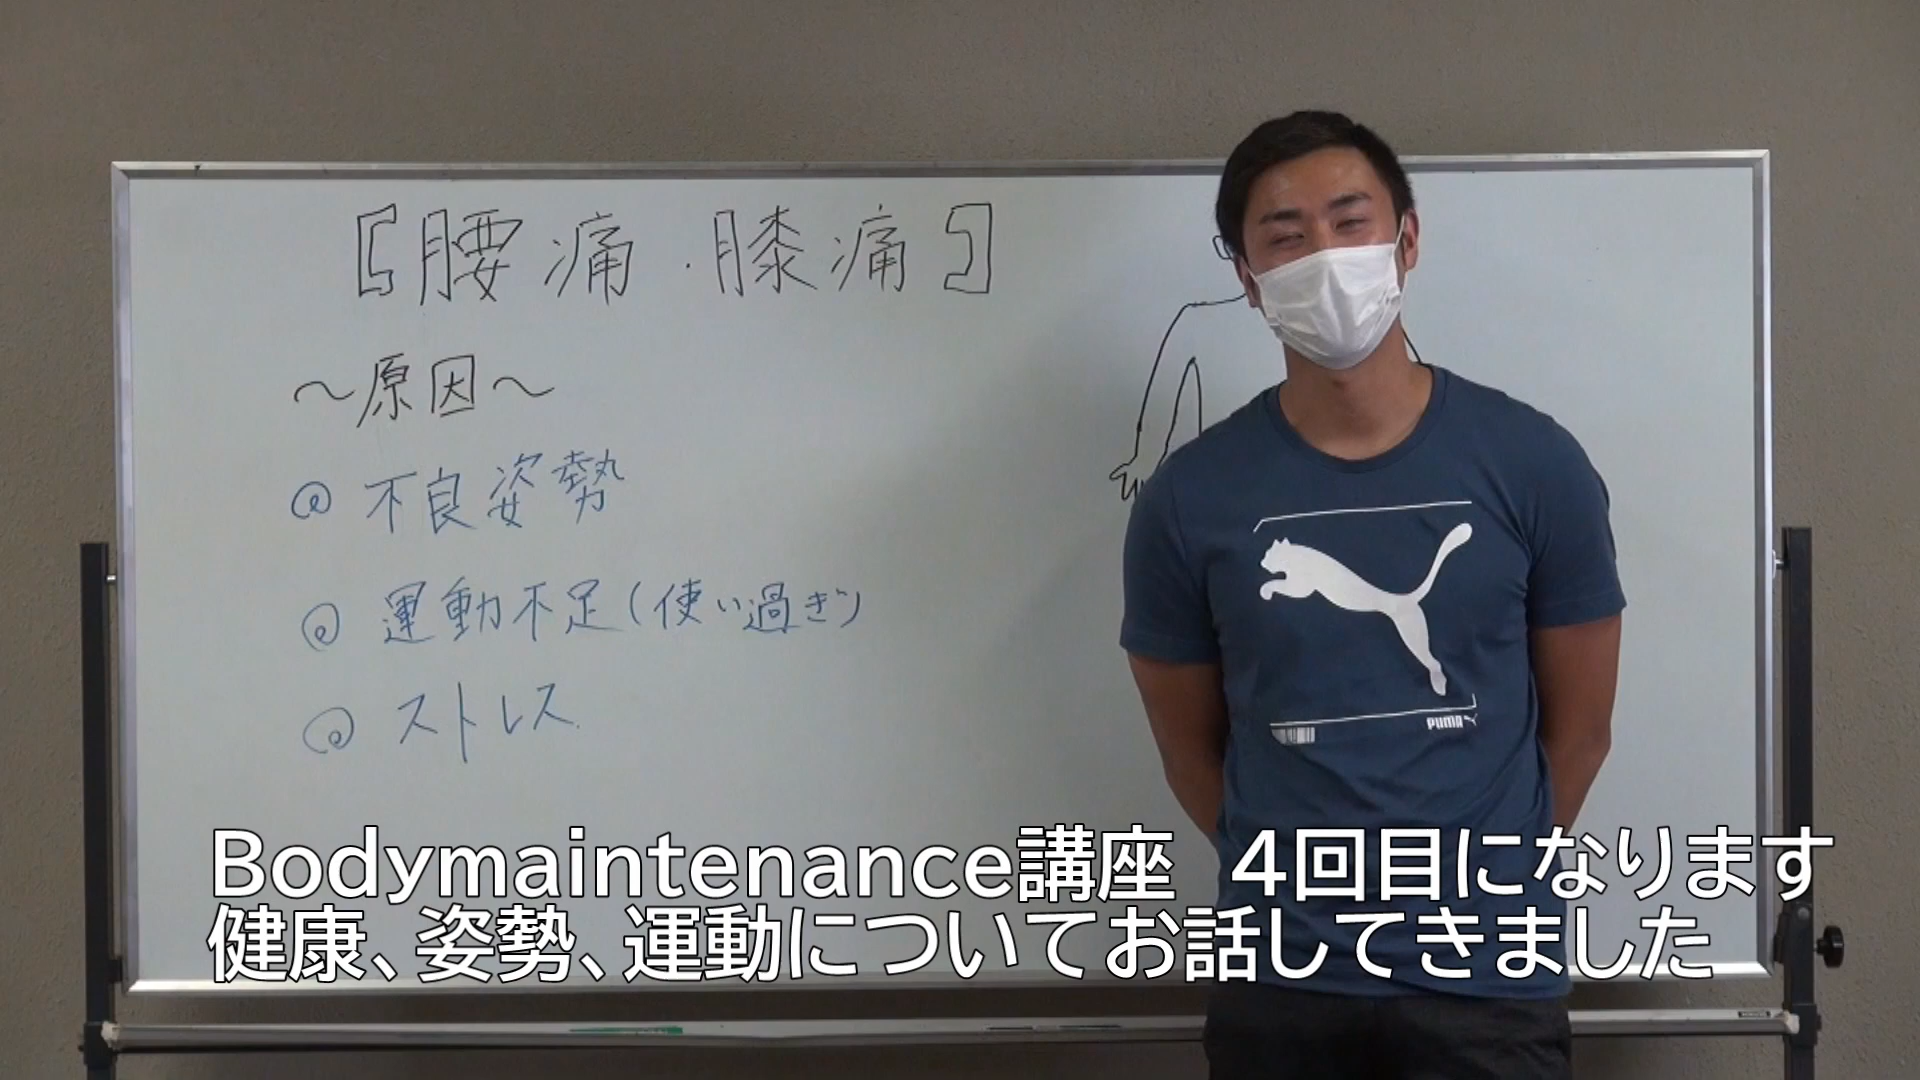 【腰痛・膝痛】
～原因～
◎ 不良姿勢
◎ 運動不足(使い過ぎ)
◎ ストレス
PUMA
Bodymaintenance講座　4回目になります
健康、姿勢、運動についてお話してきました